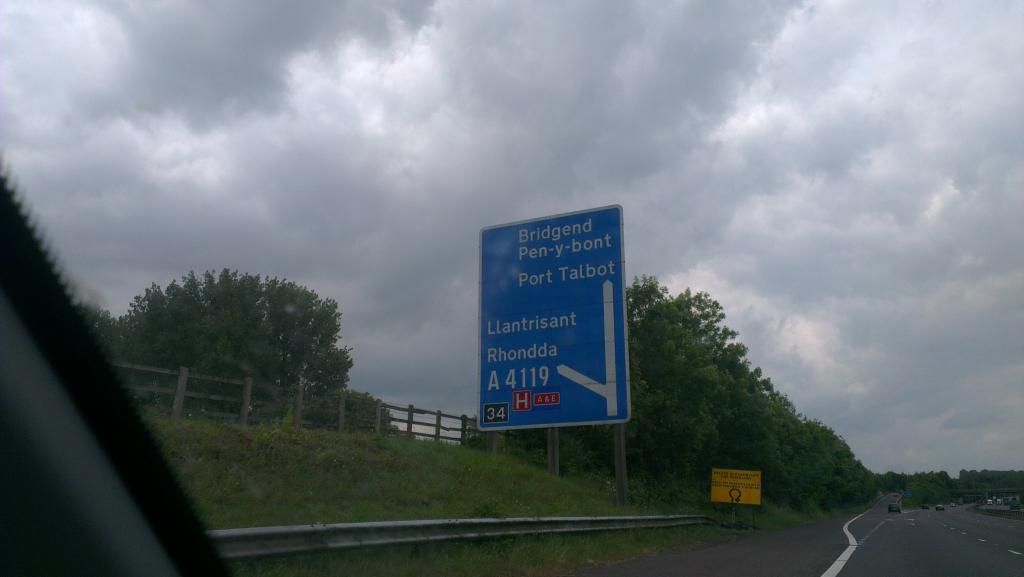 Bridgend
Pen-y-bont
Port Talbot
Llantrisant
Rhondda
A 4119
34 H A & E